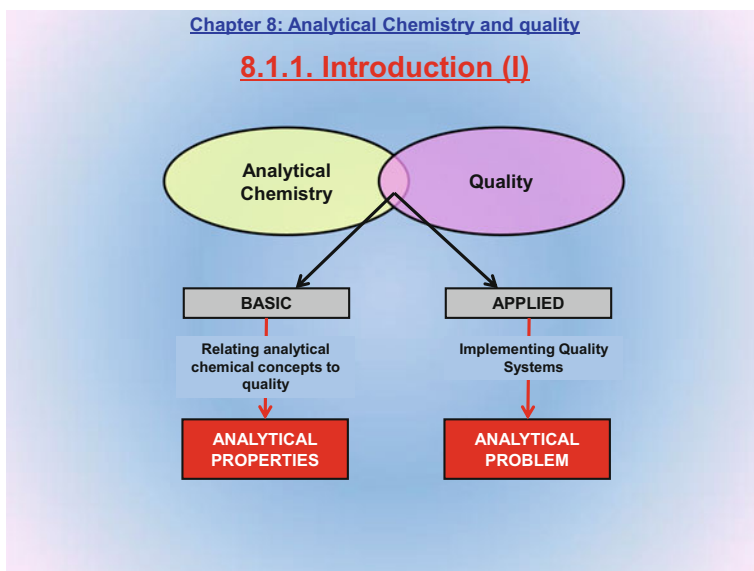 Chapter 8: Analytical Chemistry and quality
8.1.1. Introduction (I)
Analytical
Chemistry
Quality
BASIC
APPLIED
Relating analytical
chemical concepts to
quality
Implementing Quality
Systems
ANALYTICAL
PROPERTIES
ANALYTICAL
PROBLEM